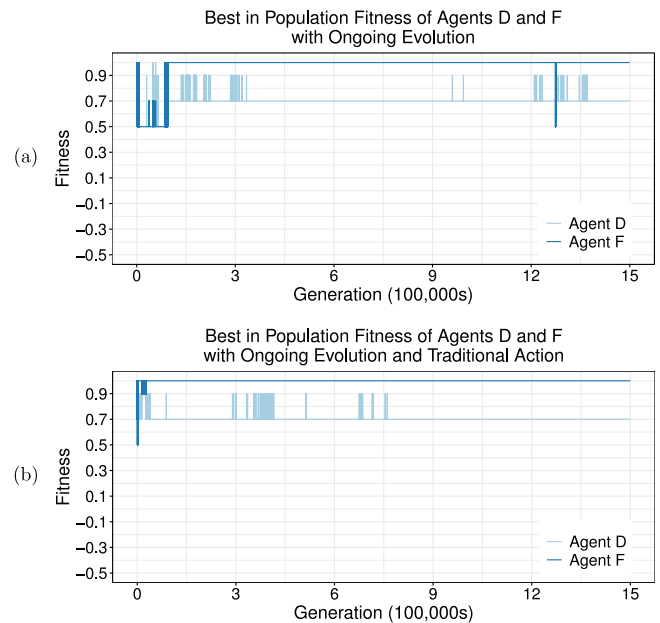 Best in Population Fitness of Agents D and F
with Ongoing Evolution
(a)
Fitness
0.9
0.7
0.5
0.3
0.1
−0.1
−0.3
−0.5
Agent D
Agent F
0 3 6 9 12 15
Generation (100,000s)
Best in Population Fitness of Agents D and F
with Ongoing Evolution and Traditional Action
(b)
Fitness
0.9
0.7
0.5
0.3
0.1
−0.1
−0.3
−0.5
Agent D
Agent F
0 3 6 9 12 15
Generation (100,000s)